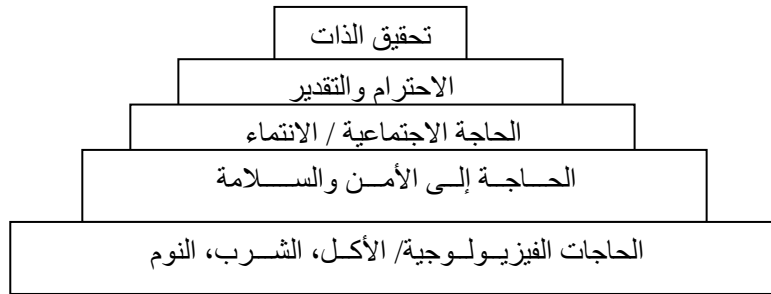 تحقيق الذات
الاحترام والتقدير
الحاجة الاجتماعية / الانتماء
الحاجة إلى الأمن والسلامة
الحاجات الفيزيولوجية/ الأكل، الشرب، النوم